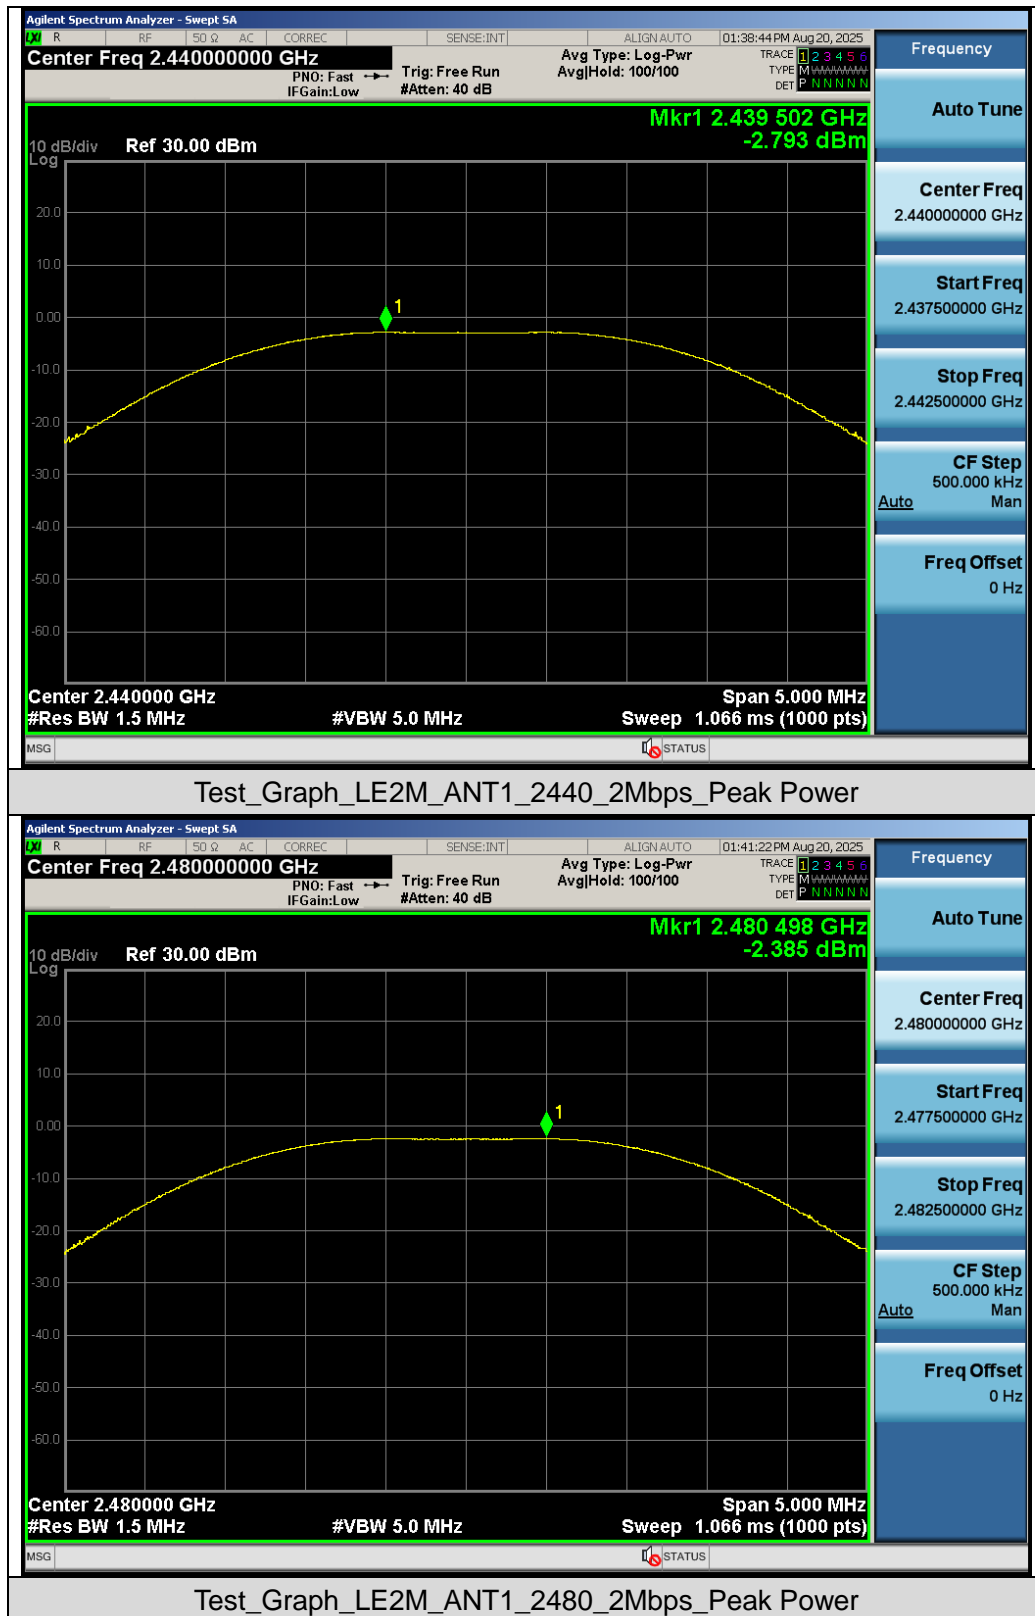 Agilent Spectrum Analyzer - Swept SA
LXI R RF 50 Ω AC CORREC SENSE:INT ALIGN AUTO 01:38:44 PM Aug 20, 2025
Center Freq 2.440000000 GHz Avg Type: Log-Pwr TRACE 1 2 3 4 5 6
PNO: Fast Trig: Free Run Avg|Hold: 100/100 TYPE M WWWWW
IFGain:Low #Atten: 40 dB DET P N N N N N
Mkr1 2.439 502 GHz
-2.793 dBm
10 dB/div Ref 30.00 dBm
Log
20.0
10.0
0.00
-10.0
-20.0
-30.0
-40.0
-50.0
-60.0
1
Center 2.440000 GHz Span 5.000 MHz
#Res BW 1.5 MHz #VBW 5.0 MHz Sweep 1.066 ms (1000 pts)
MSG STATUS
Frequency
Auto Tune
Center Freq
2.440000000 GHz
Start Freq
2.437500000 GHz
Stop Freq
2.442500000 GHz
CF Step
500.000 kHz
Auto Man
Freq Offset
0 Hz
Test_Graph_LE2M_ANT1_2440_2Mbps_Peak Power
Agilent Spectrum Analyzer - Swept SA
LXI R RF 50 Ω AC CORREC SENSE:INT ALIGN AUTO 01:41:22 PM Aug 20, 2025
Center Freq 2.480000000 GHz Avg Type: Log-Pwr TRACE 1 2 3 4 5 6
PNO: Fast Trig: Free Run Avg|Hold: 100/100 TYPE M WWWWW
IFGain:Low #Atten: 40 dB DET P N N N N N
Mkr1 2.480 498 GHz
-2.385 dBm
10 dB/div Ref 30.00 dBm
Log
20.0
10.0
0.00
-10.0
-20.0
-30.0
-40.0
-50.0
-60.0
1
Center 2.480000 GHz Span 5.000 MHz
#Res BW 1.5 MHz #VBW 5.0 MHz Sweep 1.066 ms (1000 pts)
MSG STATUS
Frequency
Auto Tune
Center Freq
2.480000000 GHz
Start Freq
2.477500000 GHz
Stop Freq
2.482500000 GHz
CF Step
500.000 kHz
Auto Man
Freq Offset
0 Hz
Test_Graph_LE2M_ANT1_2480_2Mbps_Peak Power